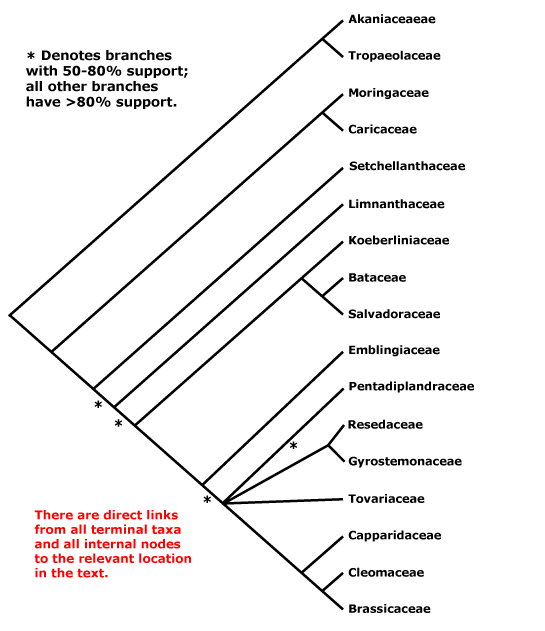 Akaniaceaeae
Tropaeolaceae
* Denotes branches
with 50-80% support;
all other branches
have >80% support.
Moringaceae
Caricaceae
Setchellanthaceae
Limnanthaceae
Koeberliniaceae
Bataceae
Salvadoraceae
Emblingiaceae
Pentadiplandraceae
*
*
Resedaceae
*
Gyrostemonaceae
*
Tovariaceae
There are direct links
from all terminal taxa
and all internal nodes
to the relevant location
in the text.
Capparidaceae
Cleomaceae
Brassicaceae